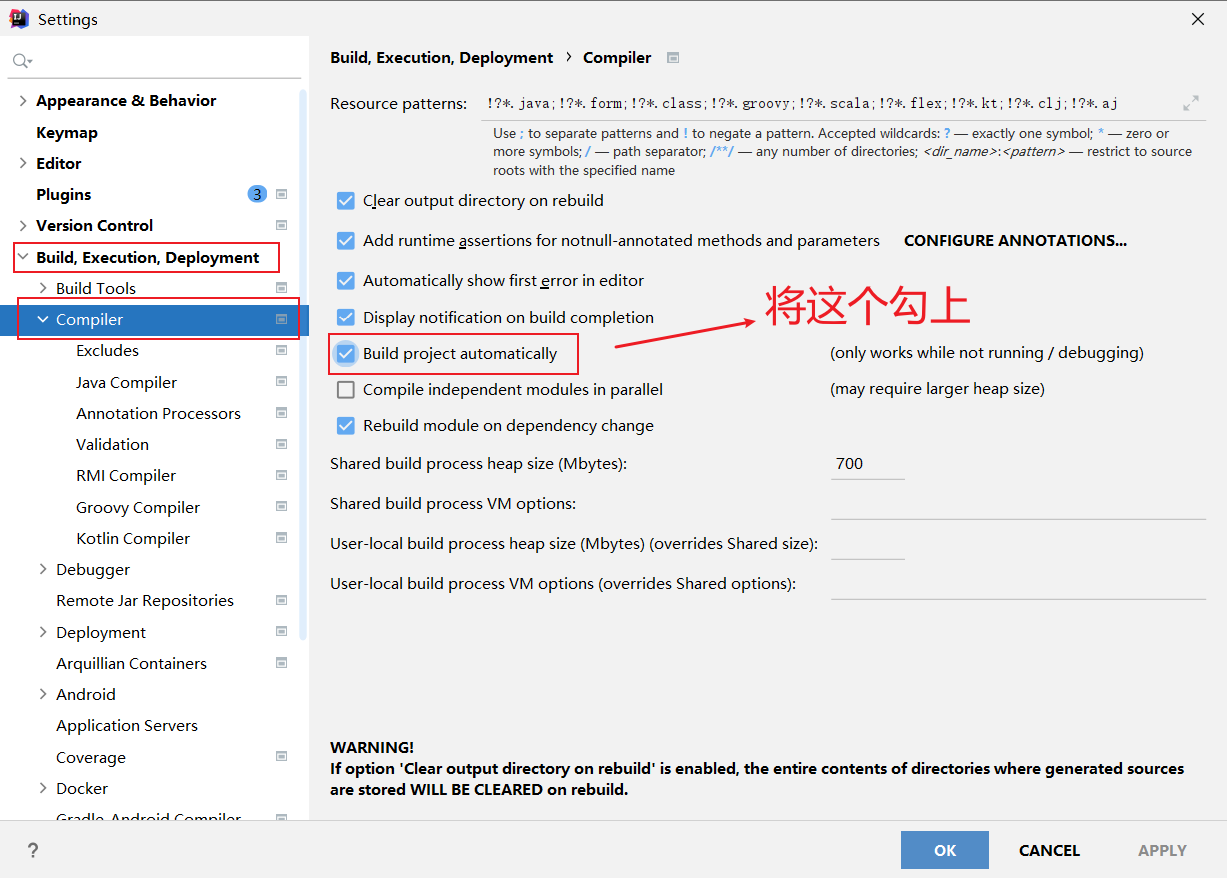 Settings
Appearance & Behavior
Keymap
Editor
Plugins 3
Version Control
Build, Execution, Deployment
Build Tools
Compiler
Excludes
Java Compiler
Annotation Processors
Validation
RMI Compiler
Groovy Compiler
Kotlin Compiler
Debugger
Remote Jar Repositories
Deployment
Arquillian Containers
Android
Application Servers
Coverage
Docker
Gradle-Android Compiler
Build, Execution, Deployment › Compiler
Resource patterns: !?*.java;!?*.form;!?*.class;!?*.groovy;!?*.scala;!?*.flex;!?*.kt;!?*.clj;!?*.aj
Use ; to separate patterns and ! to negate a pattern. Accepted wildcards: ? — exactly one symbol; * — zero or
more symbols; / — path separator; /**/ — any number of directories; <dir_name>:<pattern> — restrict to source
roots with the specified name
Clear output directory on rebuild
Add runtime assertions for notnull-annotated methods and parameters CONFIGURE ANNOTATIONS...
Automatically show first error in editor
将这个勾上
Display notification on build completion
Build project automatically (only works while not running / debugging)
Compile independent modules in parallel (may require larger heap size)
Rebuild module on dependency change
Shared build process heap size (Mbytes): 700
Shared build process VM options:
User-local build process heap size (Mbytes) (overrides Shared size):
User-local build process VM options (overrides Shared options):
WARNING!
If option 'Clear output directory on rebuild' is enabled, the entire contents of directories where generated sources
are stored WILL BE CLEARED on rebuild.
?
OK CANCEL APPLY